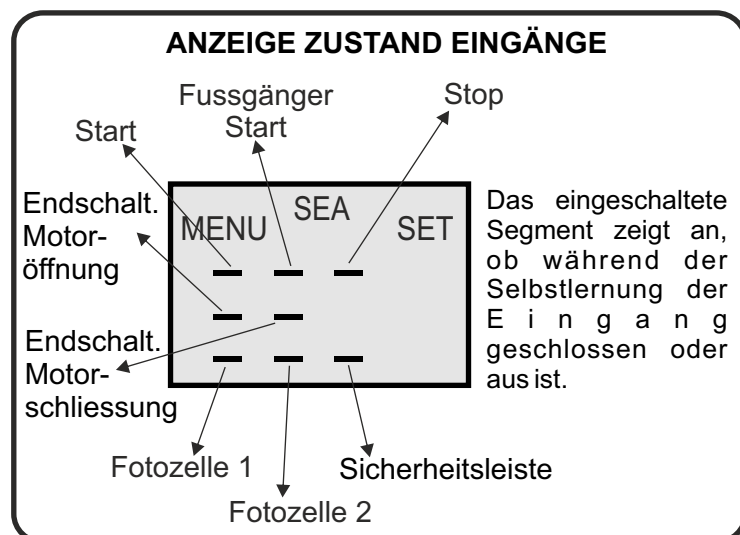 ANZEIGE ZUSTAND EINGÄNGE
Fussgänger
Start
Start
Stop
Endschalt.
Motor-
öffnung
MENU
SEA
SET
Das eingeschaltete
Segment zeigt an,
ob während der
Selbstlernung der
Eingang
geschlossen oder
aus ist.
Endschalt.
Motor-
schliessung
Fotozelle 1
Sicherheitsleiste
Fotozelle 2